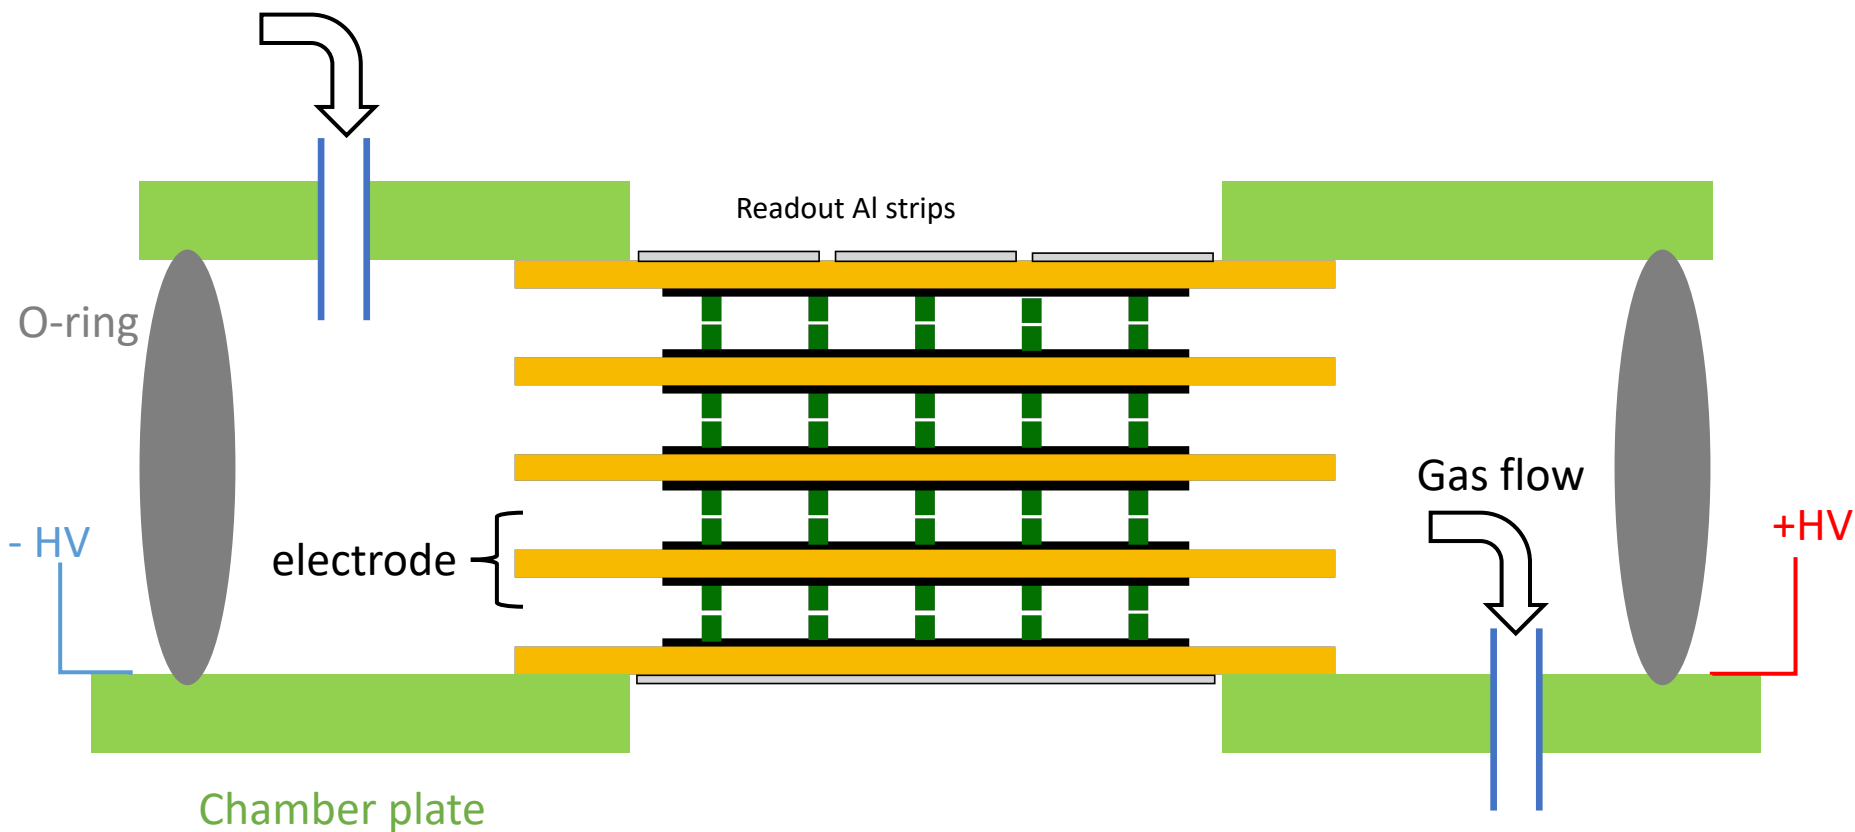 Readout Al strips
O-ring
Gas flow
- HV
+HV
electrode
Chamber plate